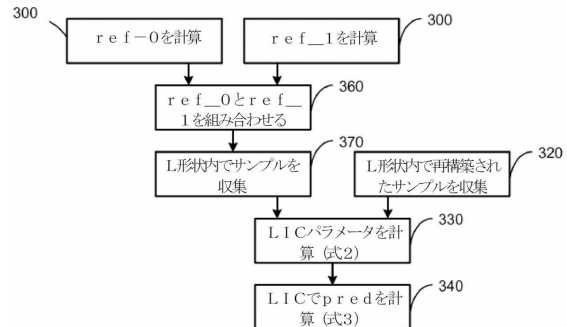 300
ref－0を計算
ref＿1を計算
300
ref＿0とref＿
1を組み合わせる
360
L形状内でサンプルを
収集
370
L形状内で再構築され
たサンプルを収集
320
LICパラメータを計
算（式2）
330
LICでpredを計
算（式3）
340